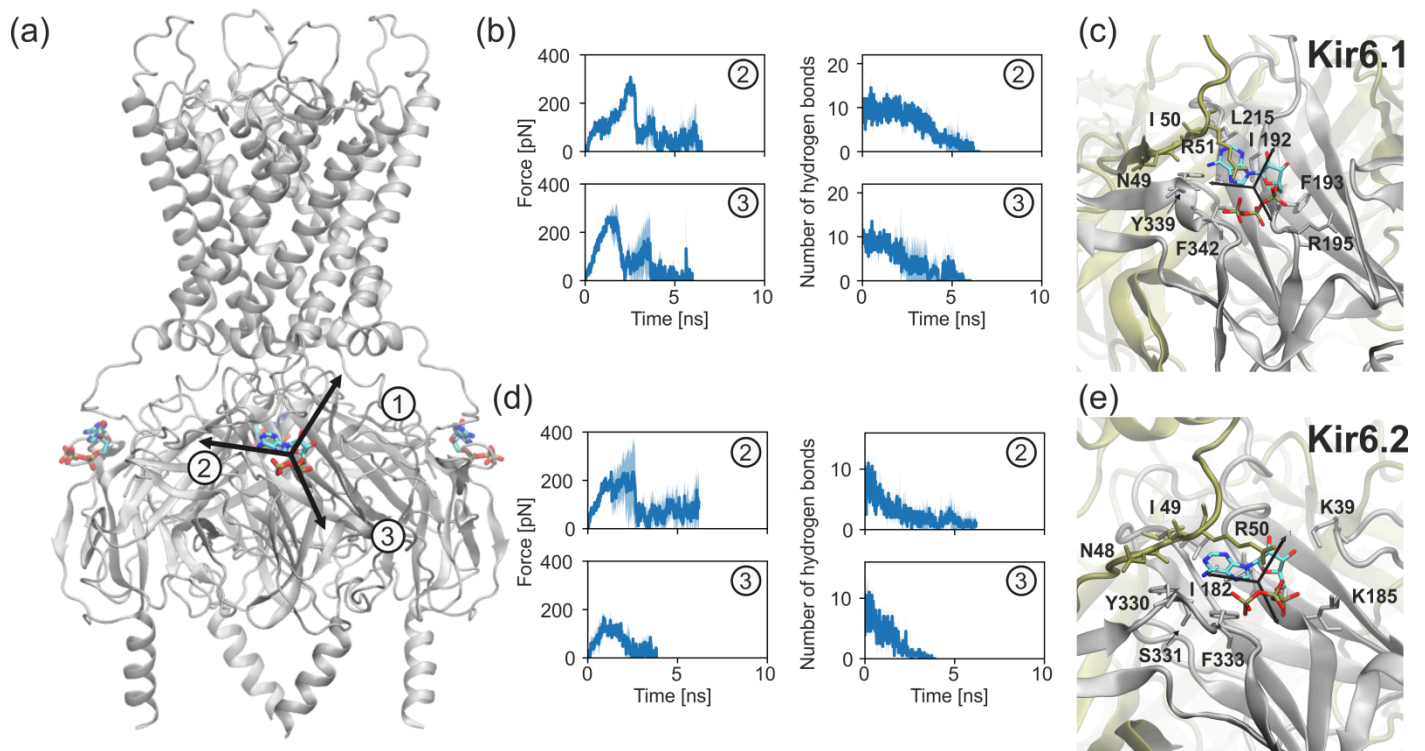 (a)
①
②
③
(b)
Force [pN]
400
200
0
②
400
200
0
③
0
5
10
Time [ns]
Number of hydrogen bonds
20
10
0
②
20
10
0
③
0
5
10
Time [ns]
(c)
Kir6.1
I 50
L215
R51
I 192
N49
F193
Y339
R195
F342
(d)
Force [pN]
400
200
0
②
400
200
0
③
0
5
10
Time [ns]
Number of hydrogen bonds
10
0
②
10
0
③
0
5
10
Time [ns]
(e)
Kir6.2
I 49
K39
R50
N48
I 182
K185
Y330
S331
F333